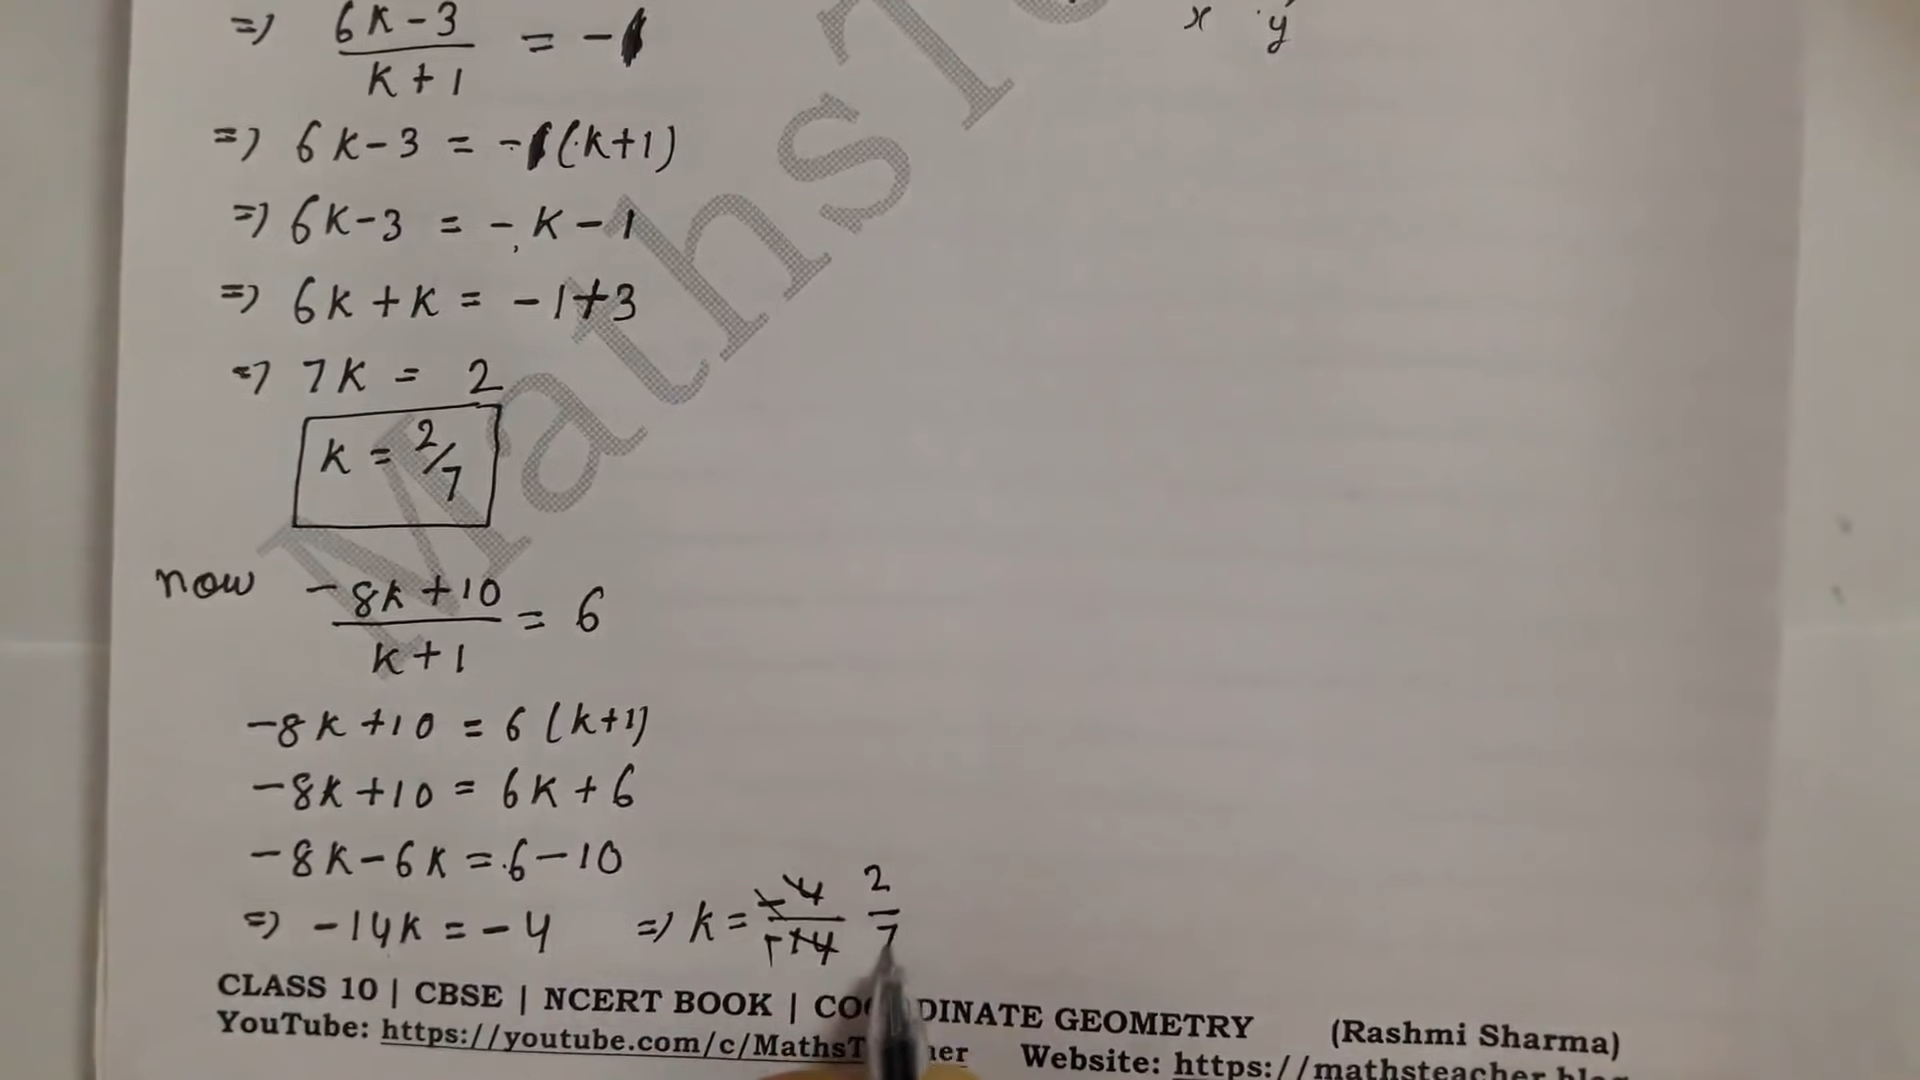 x y
=> 6k-3 / k+1 = -1
=> 6k-3 = -1(k+1)
=> 6k-3 = -k-1
=> 6k+k = -1+3
=> 7k = 2
k = 2/7
now -8k+10 / k+1 = 6
-8k+10 = 6(k+1)
-8k+10 = 6k+6
-8k-6k = 6-10
=> -14k = -4 => k = -4/-14 2/7
CLASS 10 | CBSE | NCERT BOOK | COORDINATE GEOMETRY (Rashmi Sharma)
YouTube: https://youtube.com/c/MathsTeacher Website: https://mathsteacher.blog